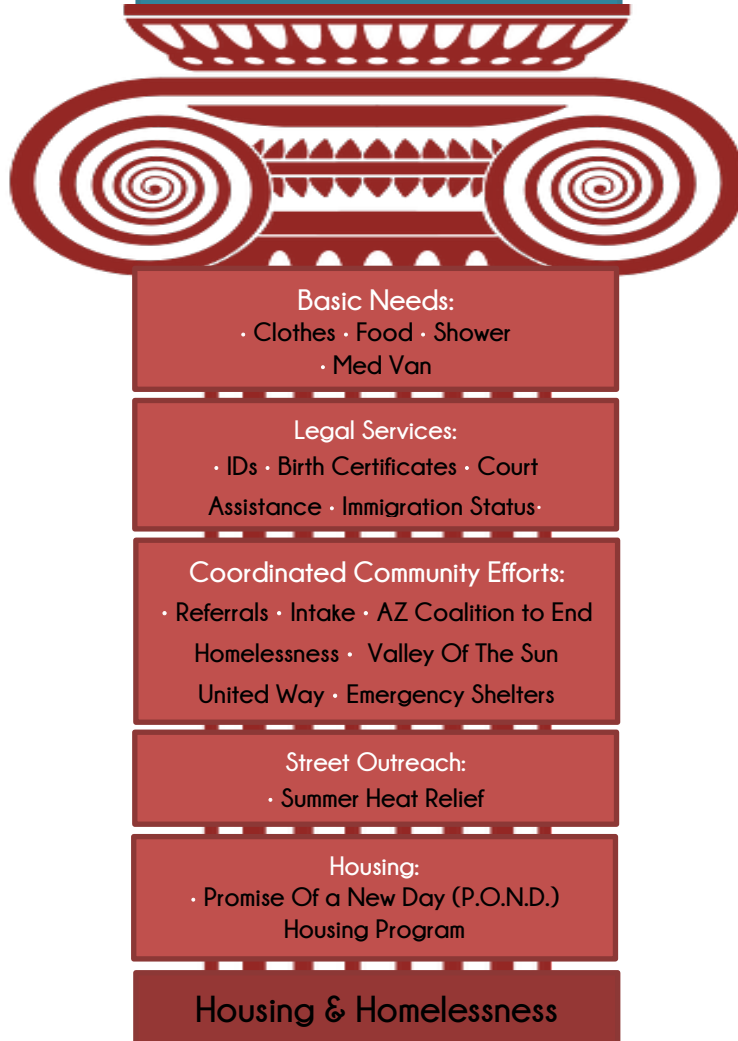 Basic Needs:
· Clothes · Food · Shower
· Med Van
Legal Services:
· IDs · Birth Certificates · Court
Assistance · Immigration Status·
Coordinated Community Efforts:
· Referrals · Intake · AZ Coalition to End
Homelessness · Valley Of The Sun
United Way · Emergency Shelters
Street Outreach:
· Summer Heat Relief
Housing:
· Promise Of a New Day (P.O.N.D.)
Housing Program
Housing & Homelessness